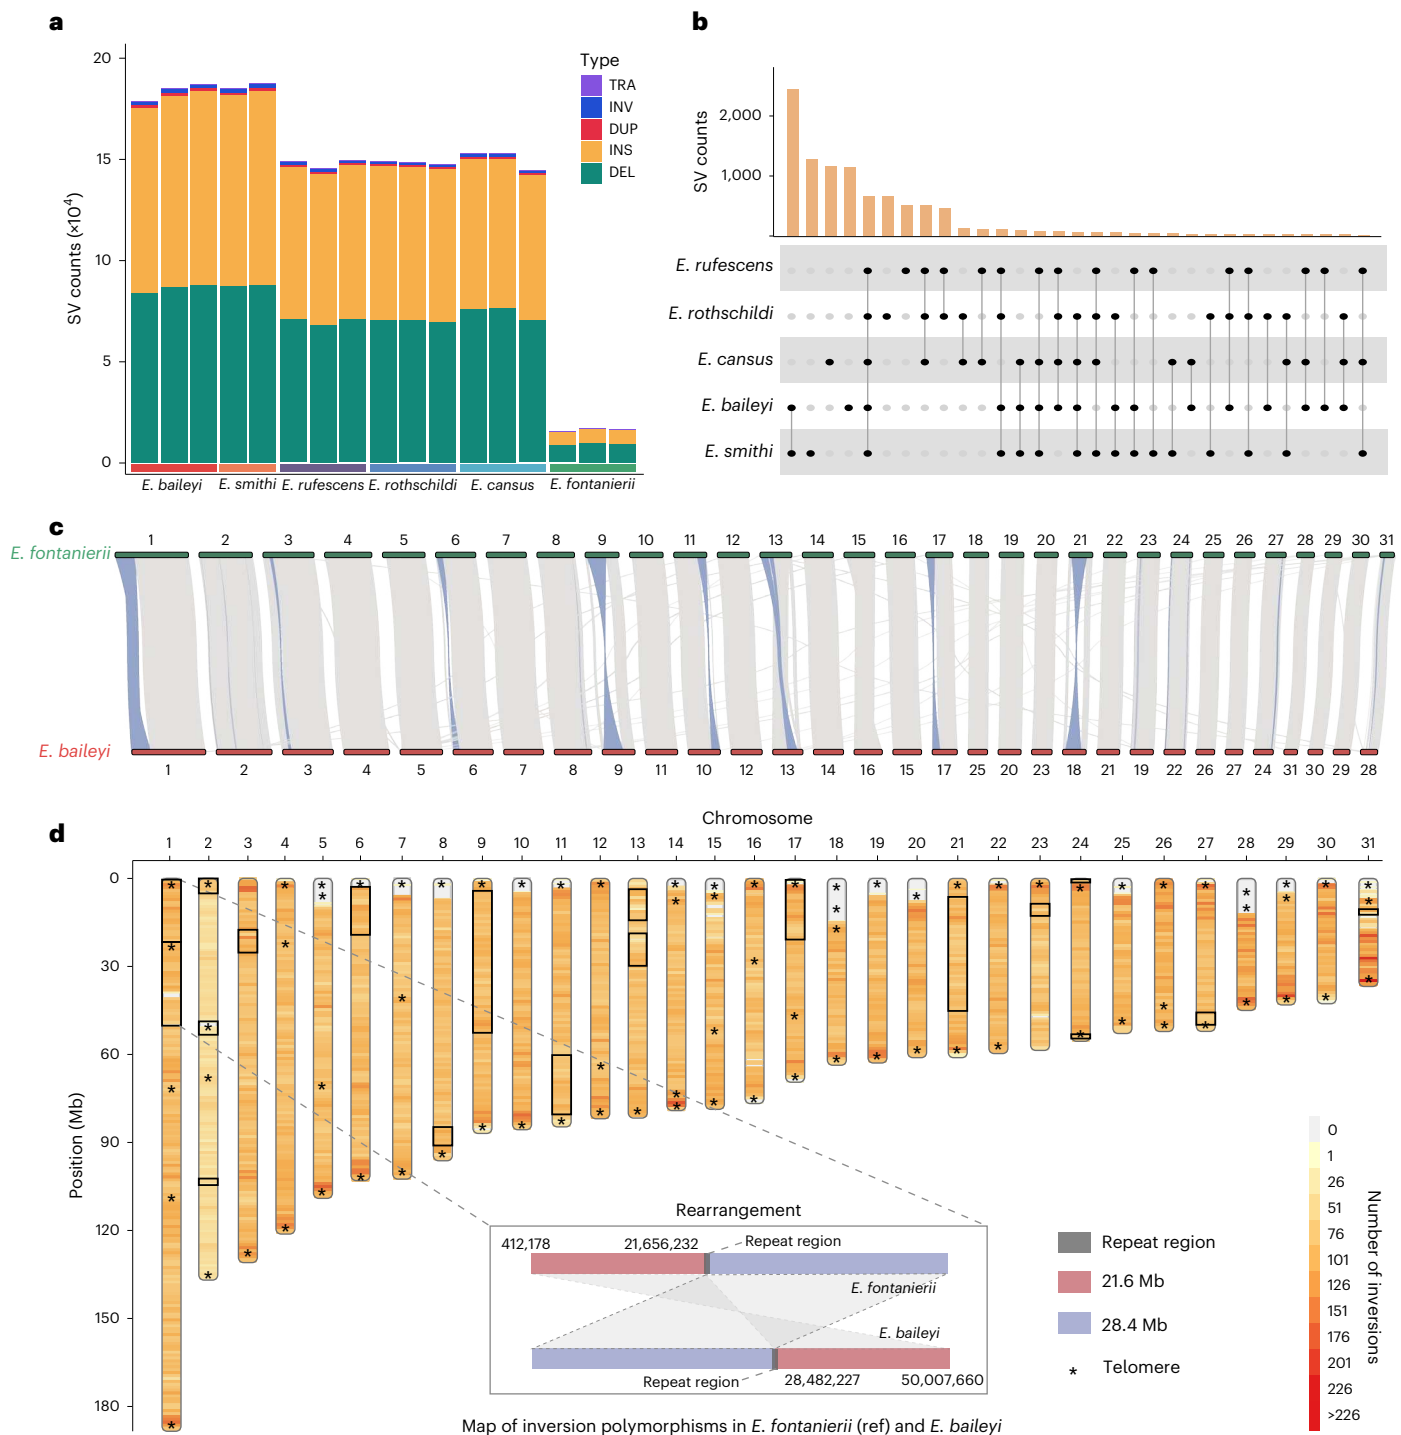 a
20
15
10
5
0
SV counts (×10⁴)
Type
TRA
INV
DUP
INS
DEL
E. baileyi E. smithi E. rufescens E. rothschildi E. cansus E. fontanierii
b
2,000
1,000
SV counts
E. rufescens
E. rothschildi
E. cansus
E. baileyi
E. smithi
c
1 2 3 4 5 6 7 8 9 10 11 12 13 14 15 16 17 18 19 20 21 22 23 24 25 26 27 28 29 30 31
E. fontanierii
E. baileyi
1 2 3 4 5 6 7 8 9 11 10 12 13 14 16 15 17 25 20 23 18 21 19 22 26 27 24 31 30 29 28
d
Chromosome
1 2 3 4 5 6 7 8 9 10 11 12 13 14 15 16 17 18 19 20 21 22 23 24 25 26 27 28 29 30 31
0
30
60
90
120
150
180
Position (Mb)
Rearrangement
412,178 21,656,232 Repeat region
E. fontanierii
E. baileyi
Repeat region 28,482,227 50,007,660
Repeat region
21.6 Mb
28.4 Mb
* Telomere
0
1
26
51
76
101
126
151
176
201
226
>226
Number of inversions
Map of inversion polymorphisms in E. fontanierii (ref) and E. baileyi